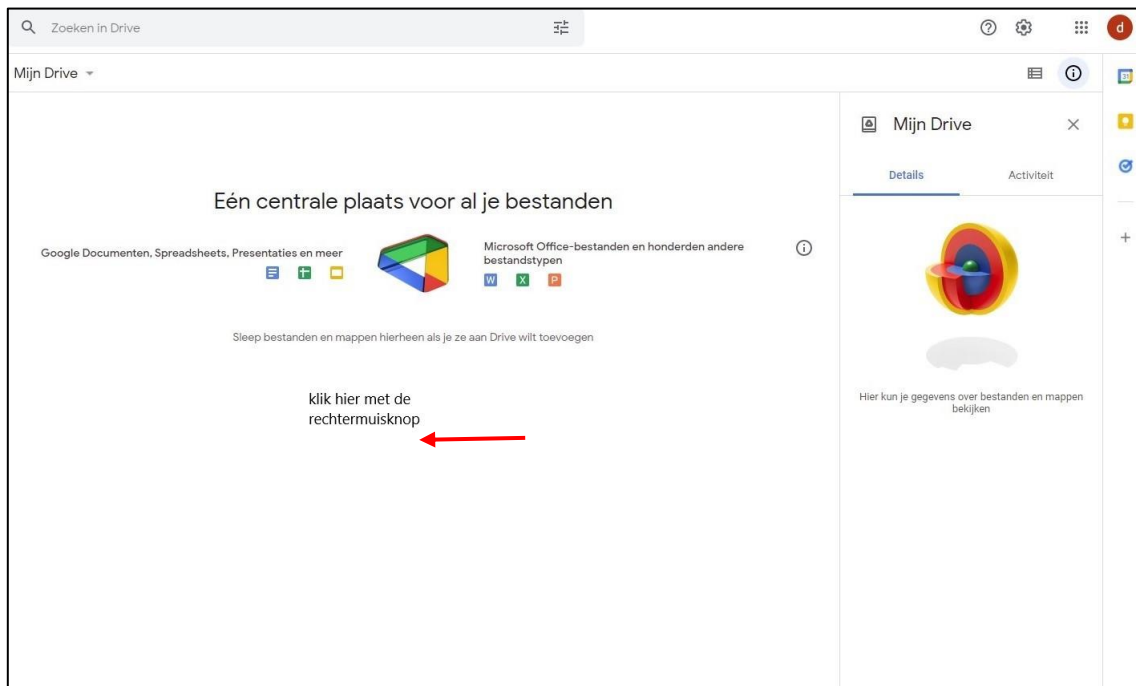 Zoeken in Drive
d
Mijn Drive
31
Mijn Drive
Details Activiteit
Eén centrale plaats voor al je bestanden
Google Documenten, Spreadsheets, Presentaties en meer
Microsoft Office-bestanden en honderden andere
bestandstypen
W X P
Sleep bestanden en mappen hierheen als je ze aan Drive wilt toevoegen
klik hier met de
rechtermuisknop
Hier kun je gegevens over bestanden en mappen
bekijken